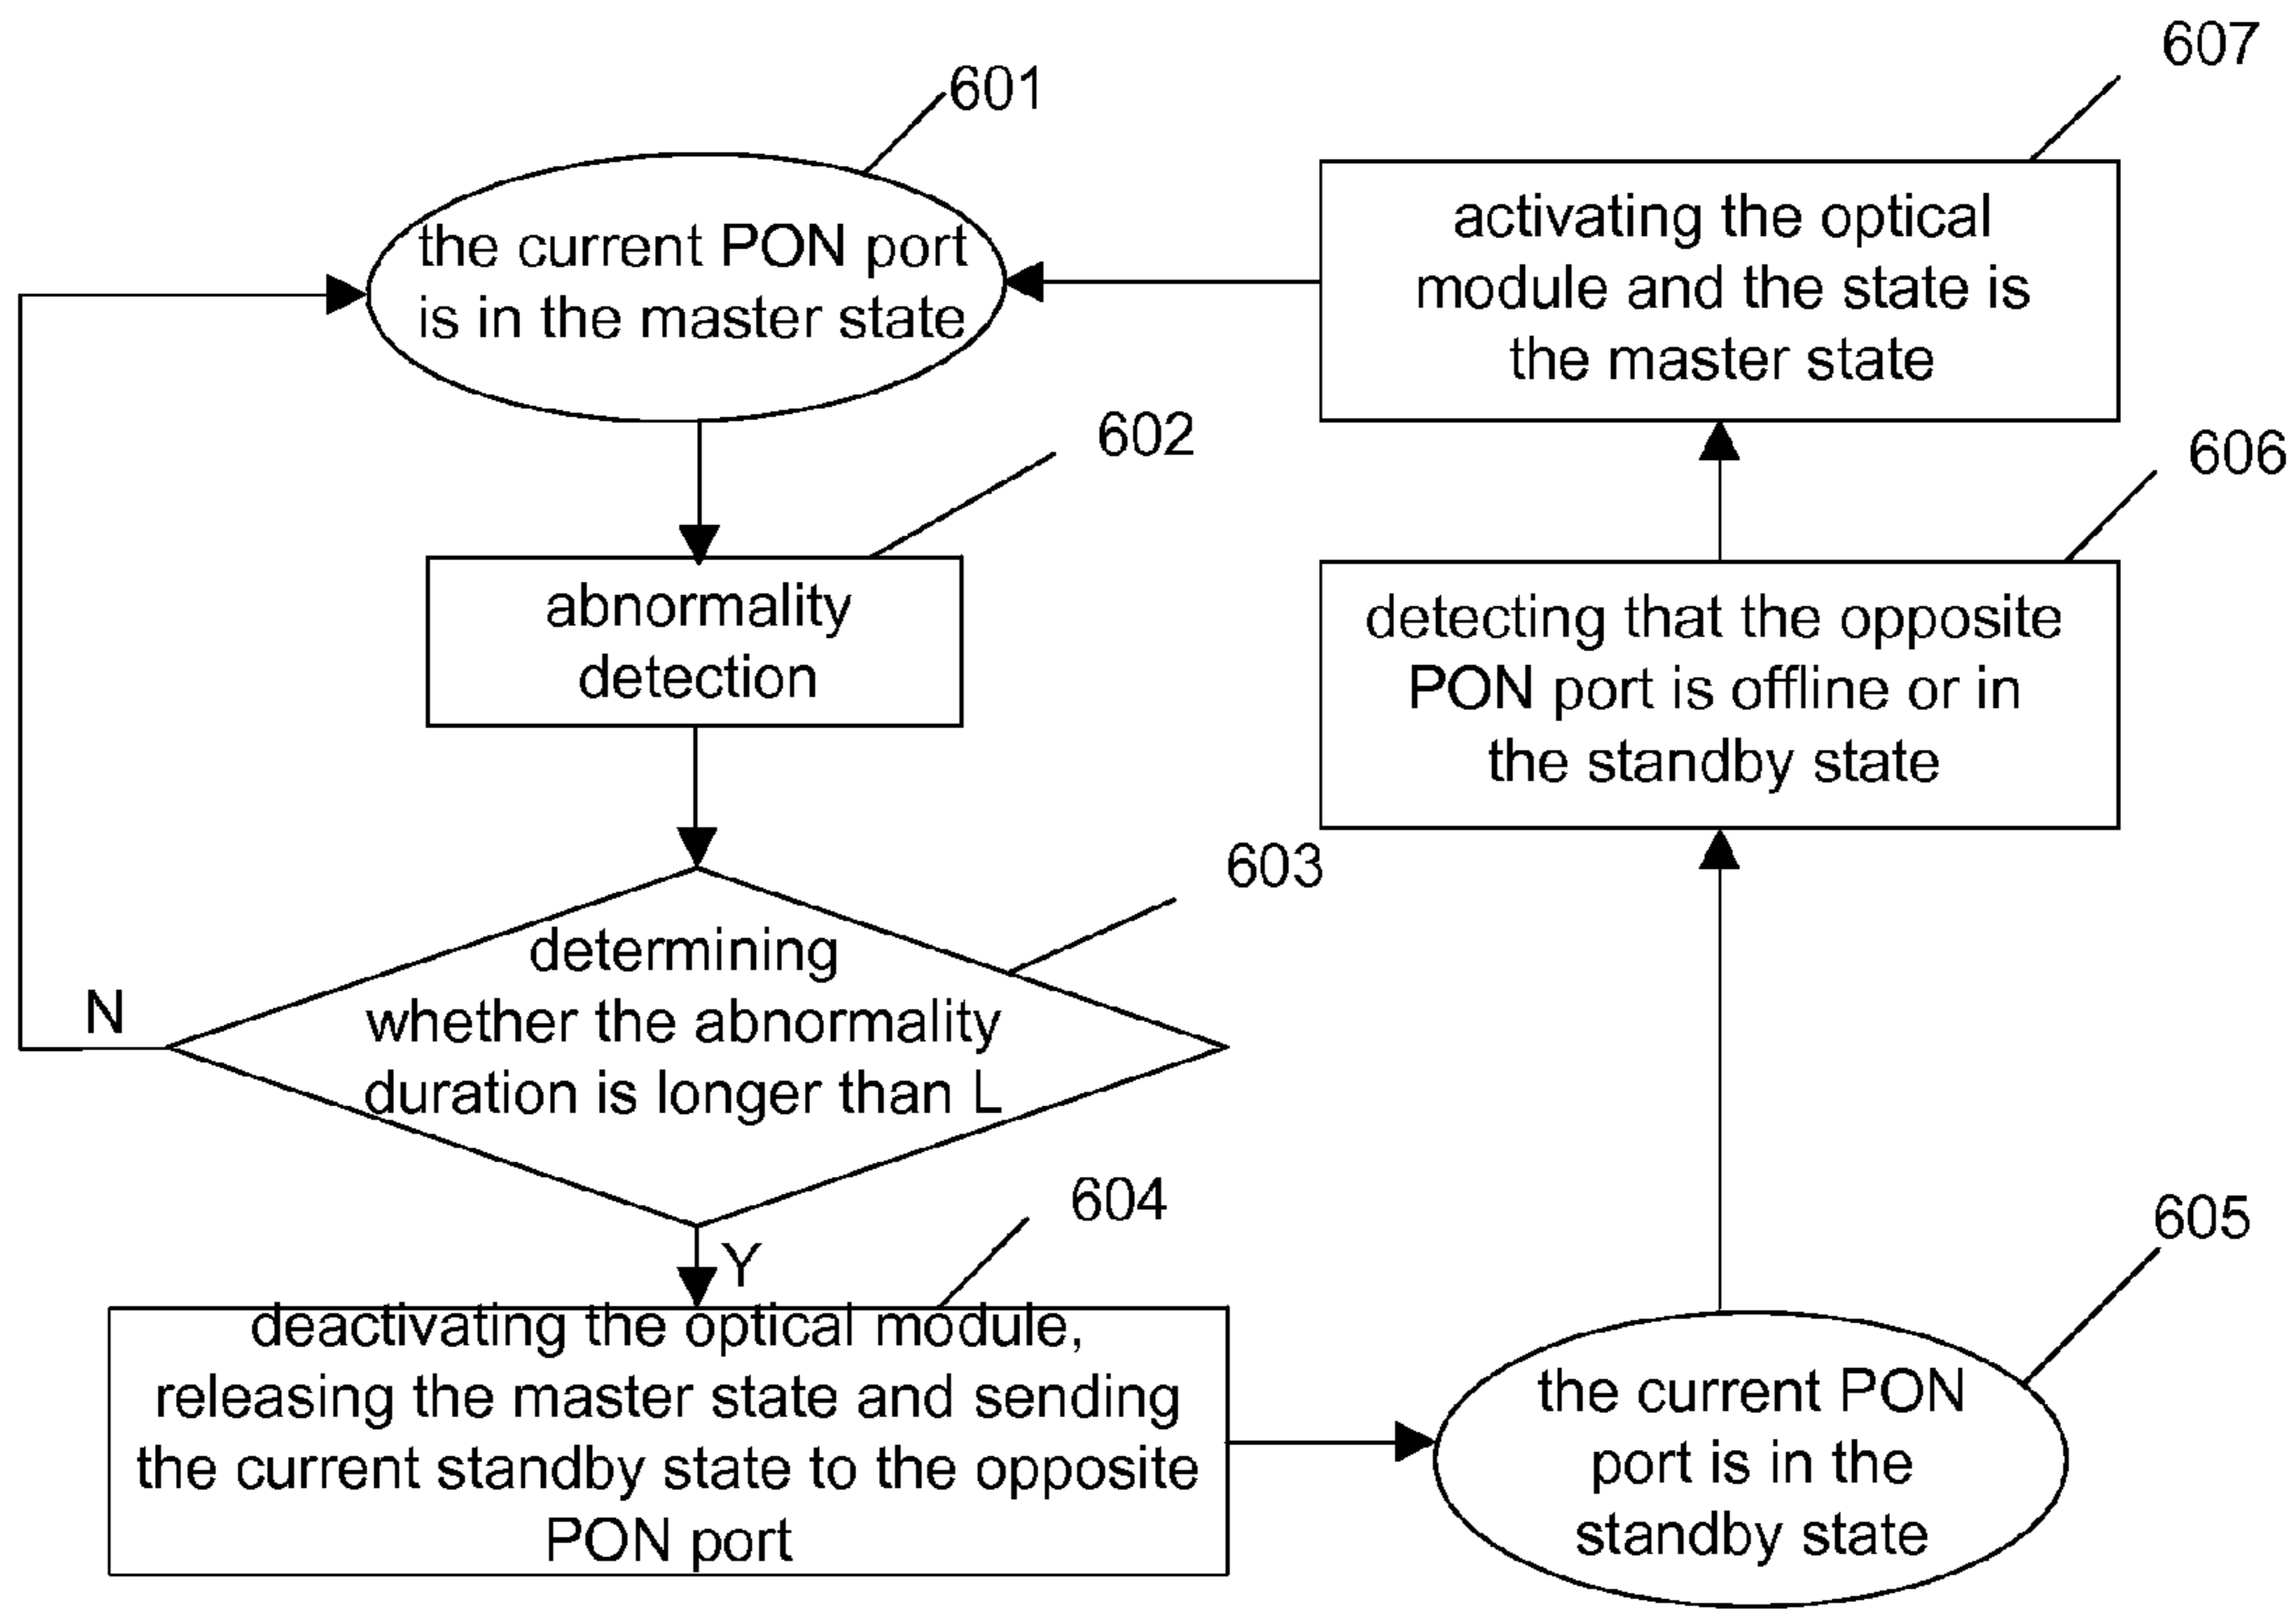 601
the current PON port
is in the master state
602
abnormality
detection
603
determining
whether the abnormality
duration is longer than L
N
Y
604
deactivating the optical module,
releasing the master state and sending
the current standby state to the opposite
PON port
605
the current PON
port is in the
standby state
606
detecting that the opposite
PON port is offline or in
the standby state
607
activating the optical
module and the state is
the master state